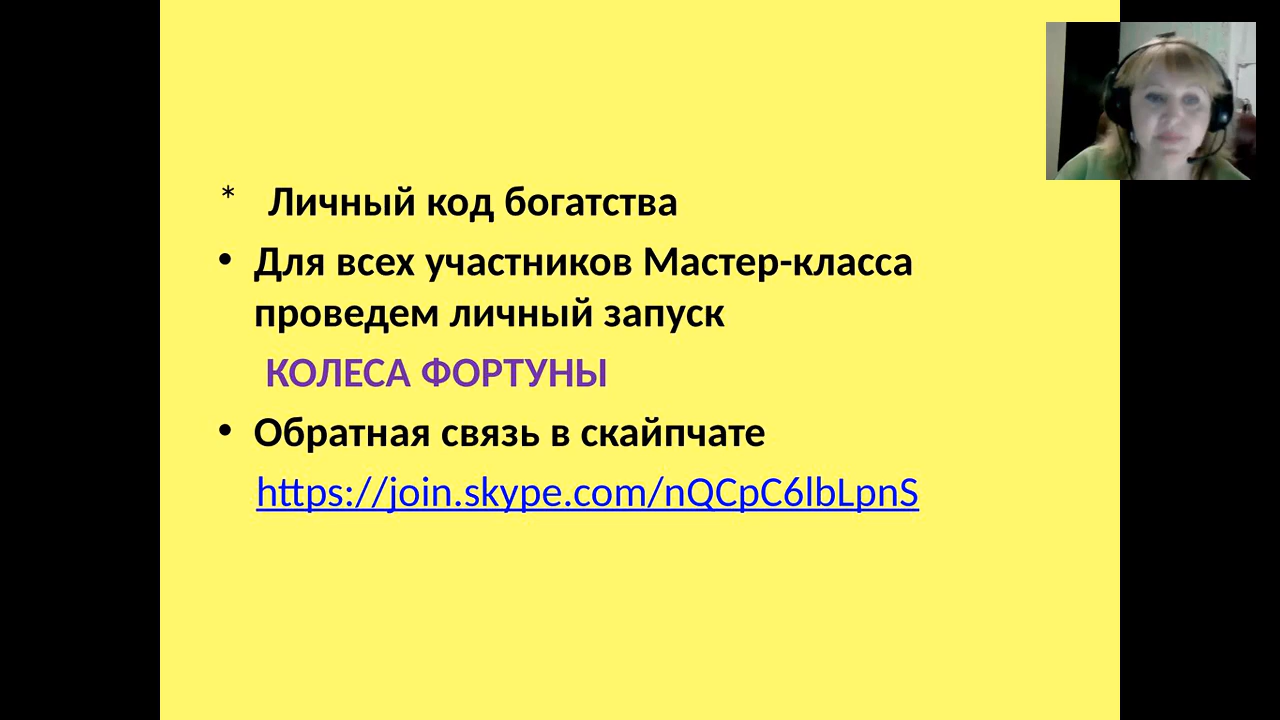 * Личный код богатства
• Для всех участников Мастер-класса
проведем личный запуск
КОЛЕСА ФОРТУНЫ
• Обратная связь в скайпчате
https://join.skype.com/nQCpC6lbLpnS